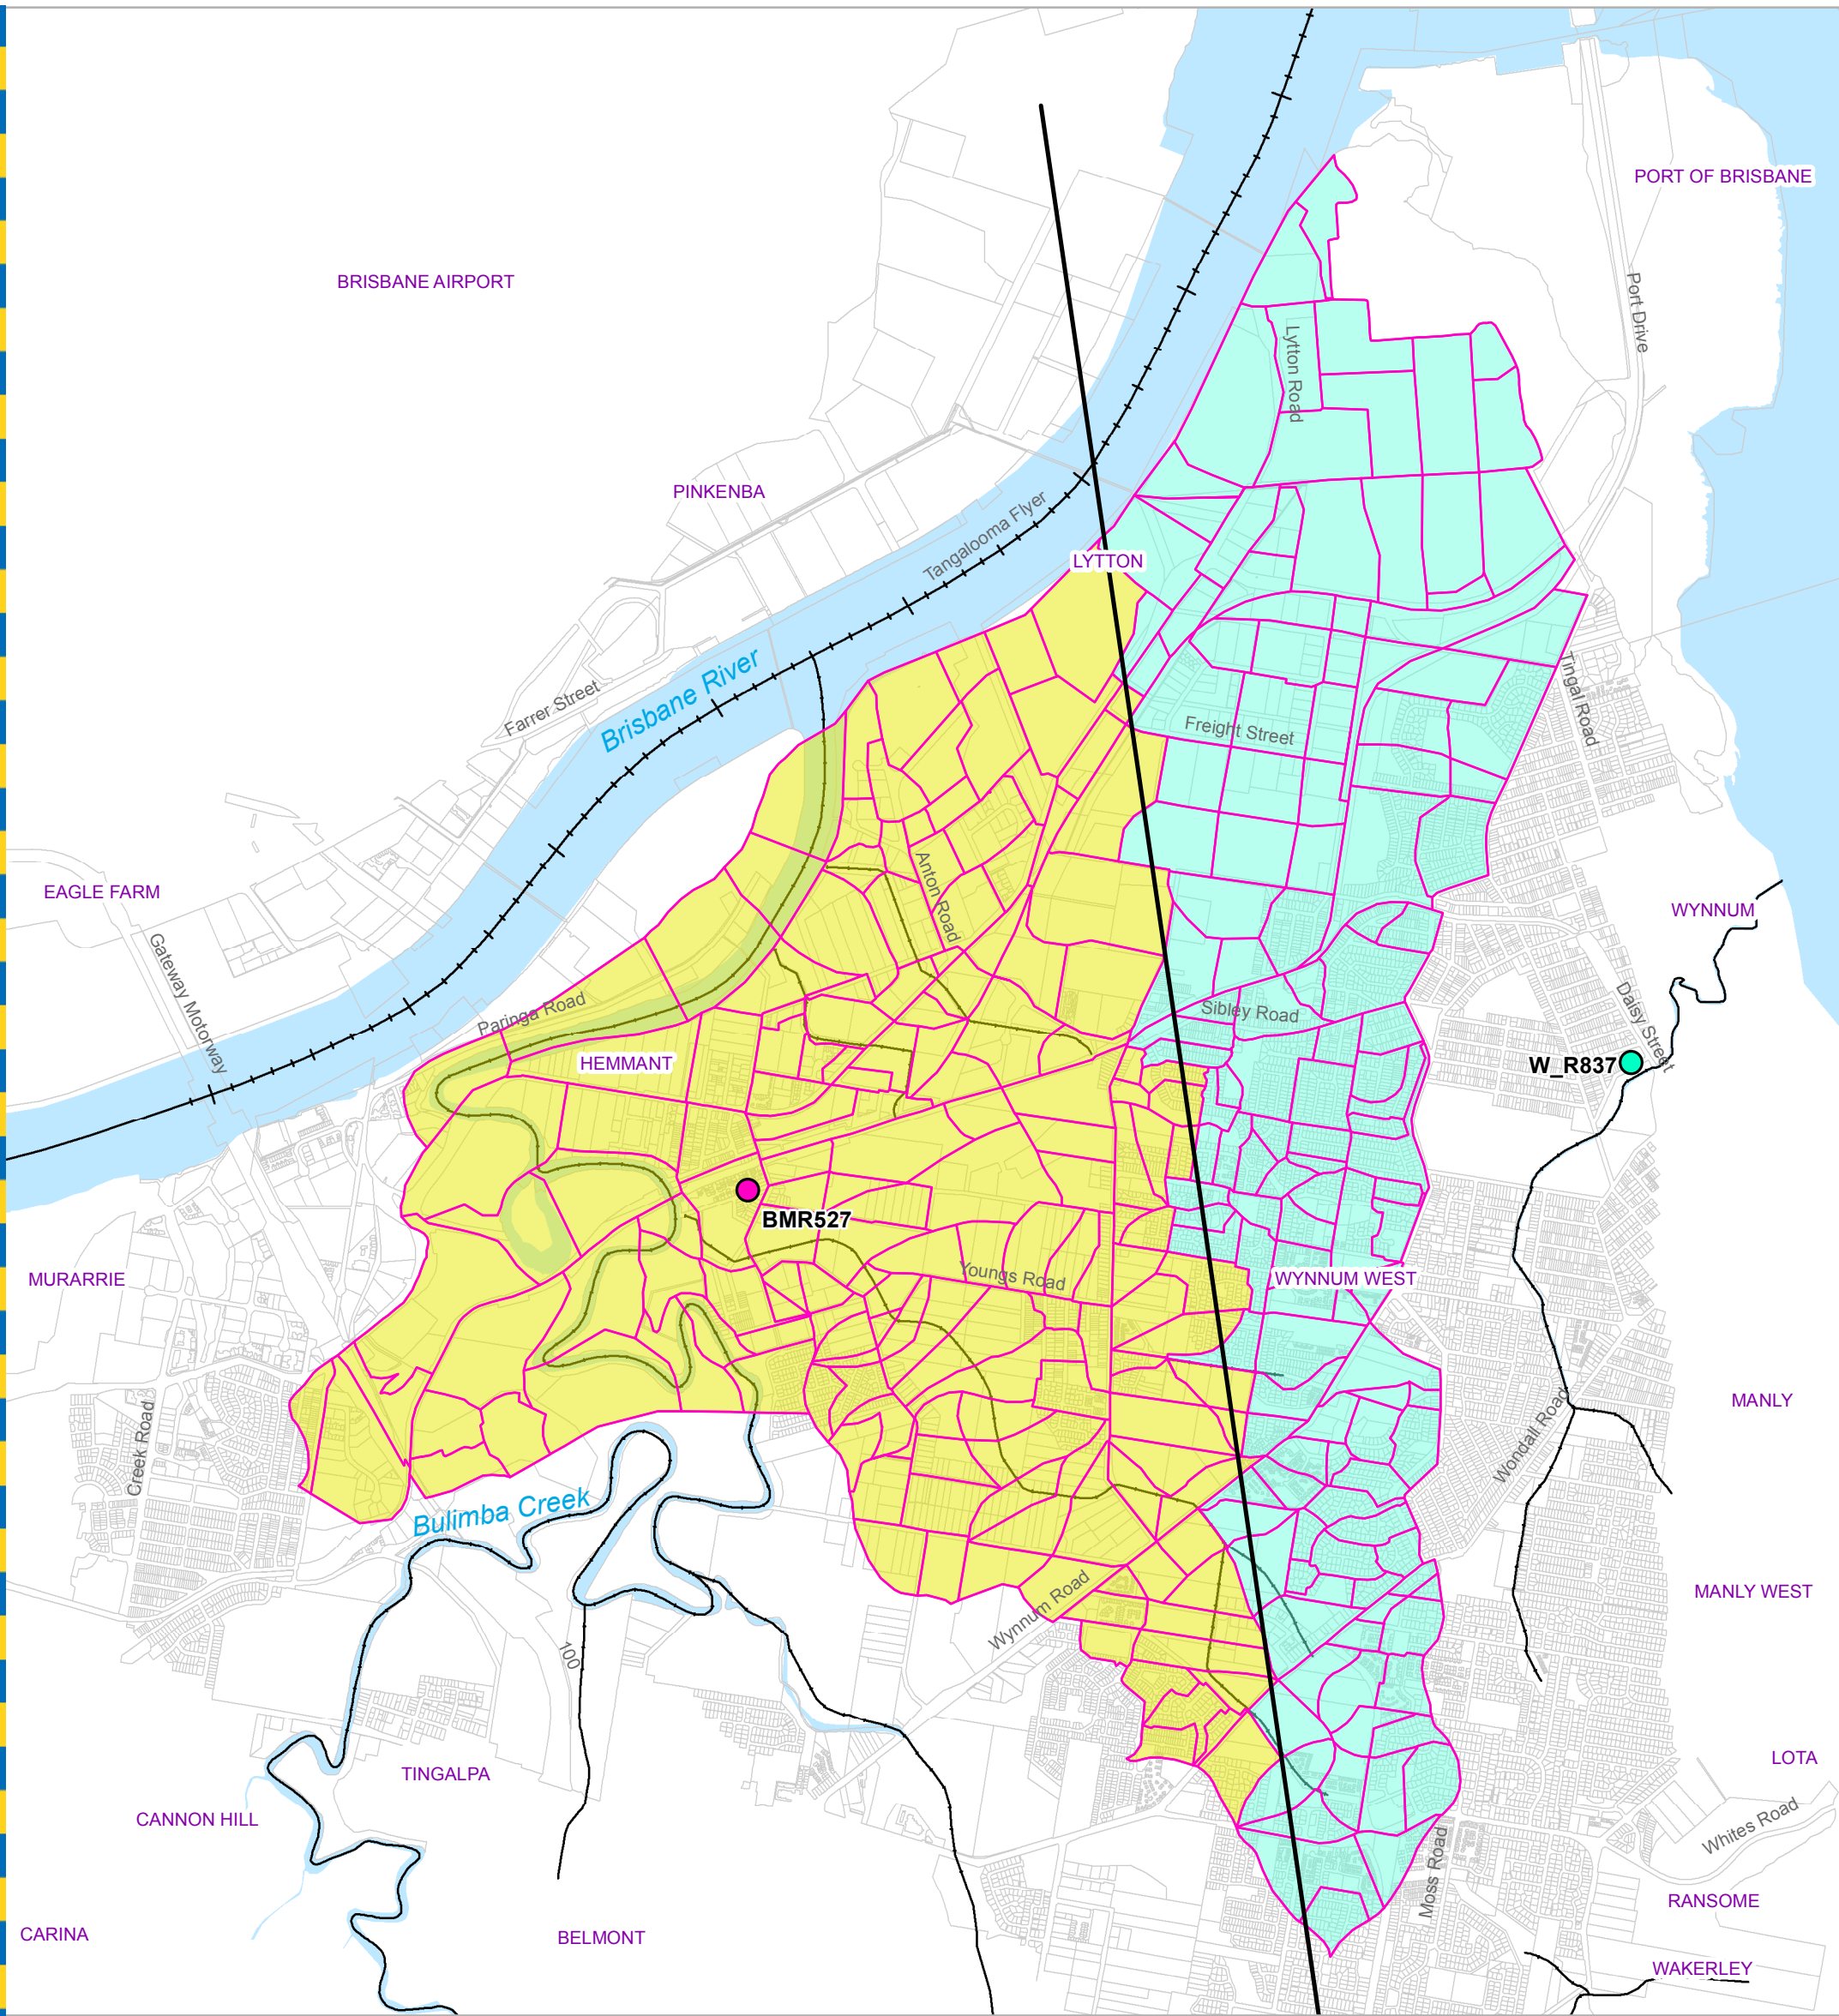 PORT OF BRISBANE
BRISBANE AIRPORT
Port Drive
Lytton Road
PINKENBA
Tangalooma Flyer
LYTTON
Brisbane River
Farrer Street
Tingal Road
Freight Street
EAGLE FARM
Anton Road
WYNNUM
Gateway Motorway
Paringa Road
Sibley Road
Daisy Street
HEMMANT
W_R837
BMR527
MURARRIE
Youngs Road
WYNNUM WEST
MANLY
Creek Road
Wondall Road
Bulimba Creek
MANLY WEST
Wynnum Road
100
TINGALPA
LOTA
CANNON HILL
Whites Road
Moss Road
RANSOME
CARINA
BELMONT
WAKERLEY